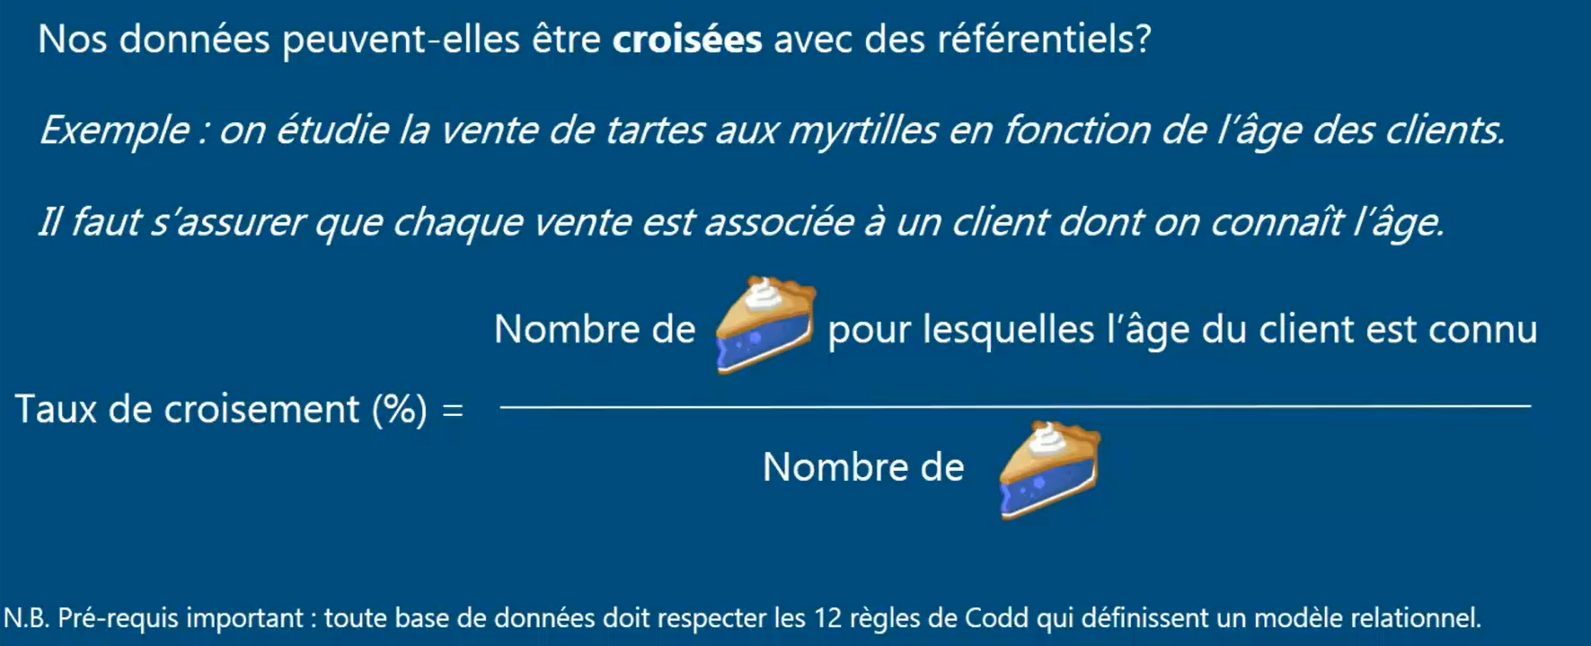 Nos données peuvent-elles être croisées avec des référentiels?
Exemple : on étudie la vente de tartes aux myrtilles en fonction de l'âge des clients.
Il faut s'assurer que chaque vente est associée à un client dont on connaît l'âge.
Nombre de pour lesquelles l'âge du client est connu
Taux de croisement (%) =
Nombre de
N.B. Pré-requis important : toute base de données doit respecter les 12 règles de Codd qui définissent un modèle relationnel.